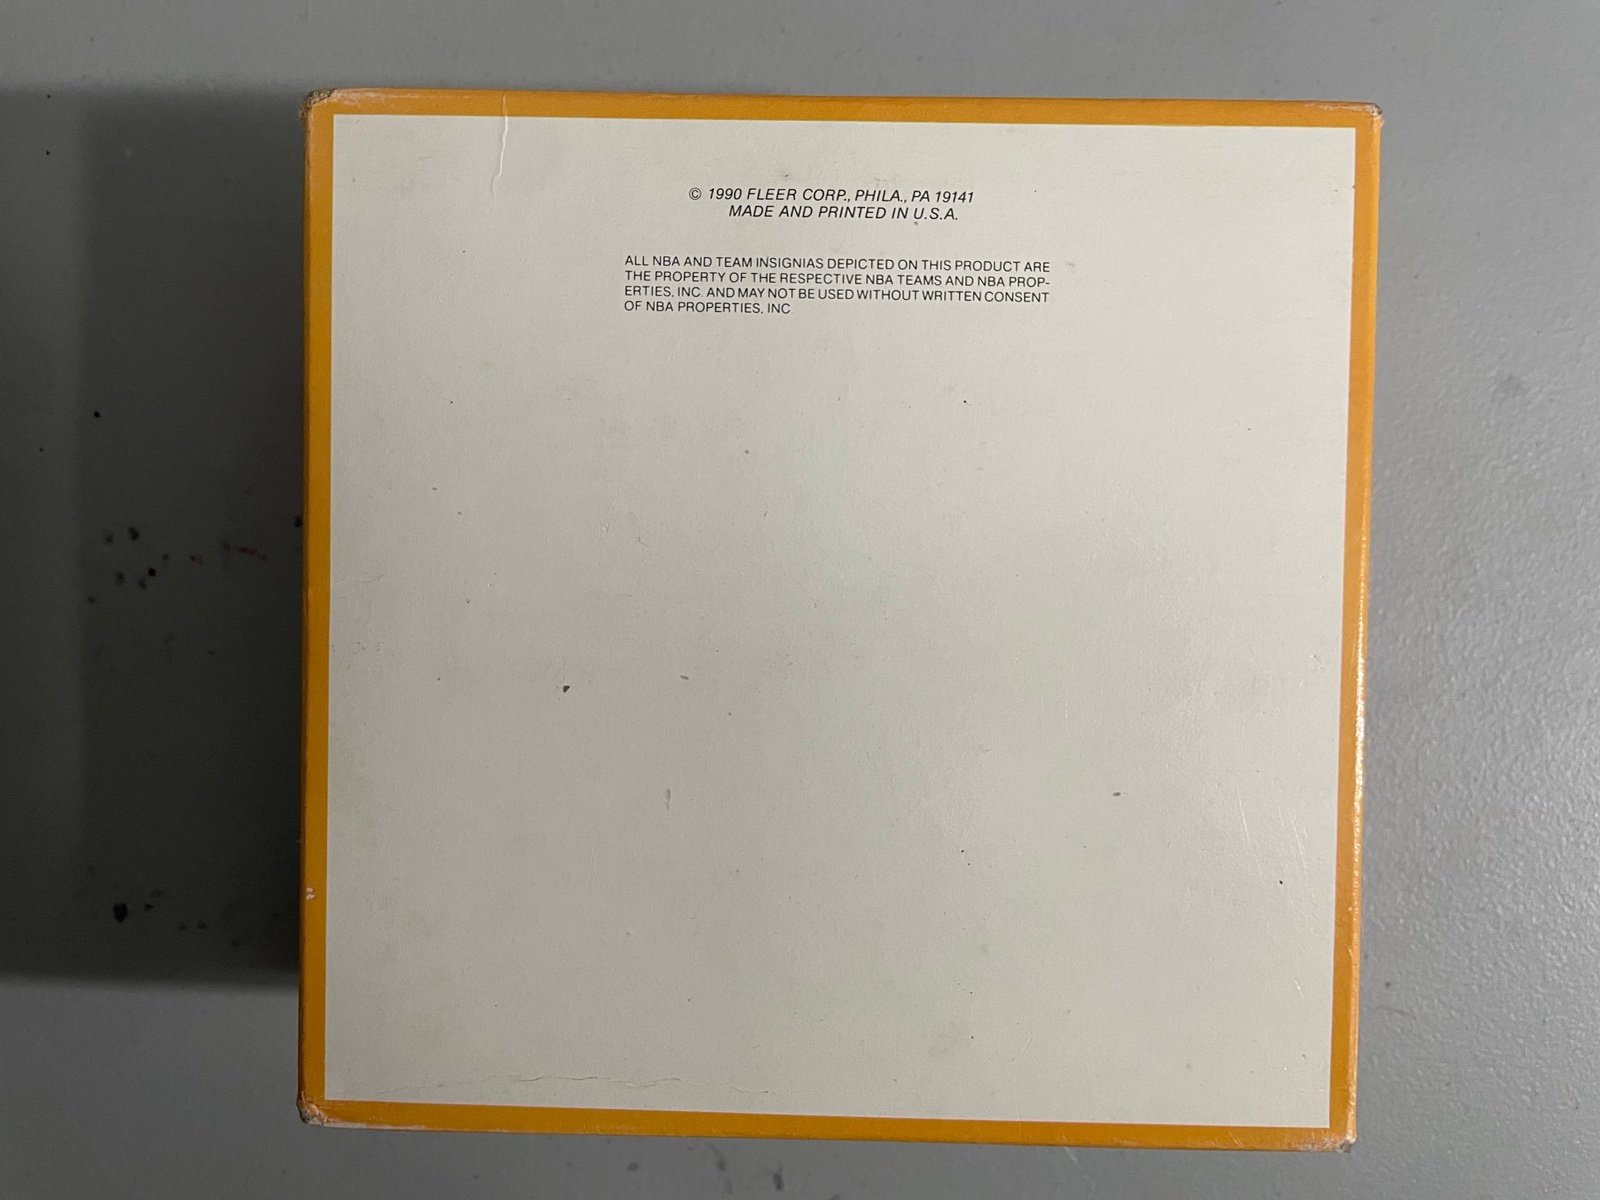 © 1990 FLEER CORP., PHILA., PA 19141
MADE AND PRINTED IN U.S.A.
ALL NBA AND TEAM INSIGNIAS DEPICTED ON THIS PRODUCT ARE
THE PROPERTY OF THE RESPECTIVE NBA TEAMS AND NBA PROP-
ERTIES, INC. AND MAY NOT BE USED WITHOUT WRITTEN CONSENT
OF NBA PROPERTIES, INC.